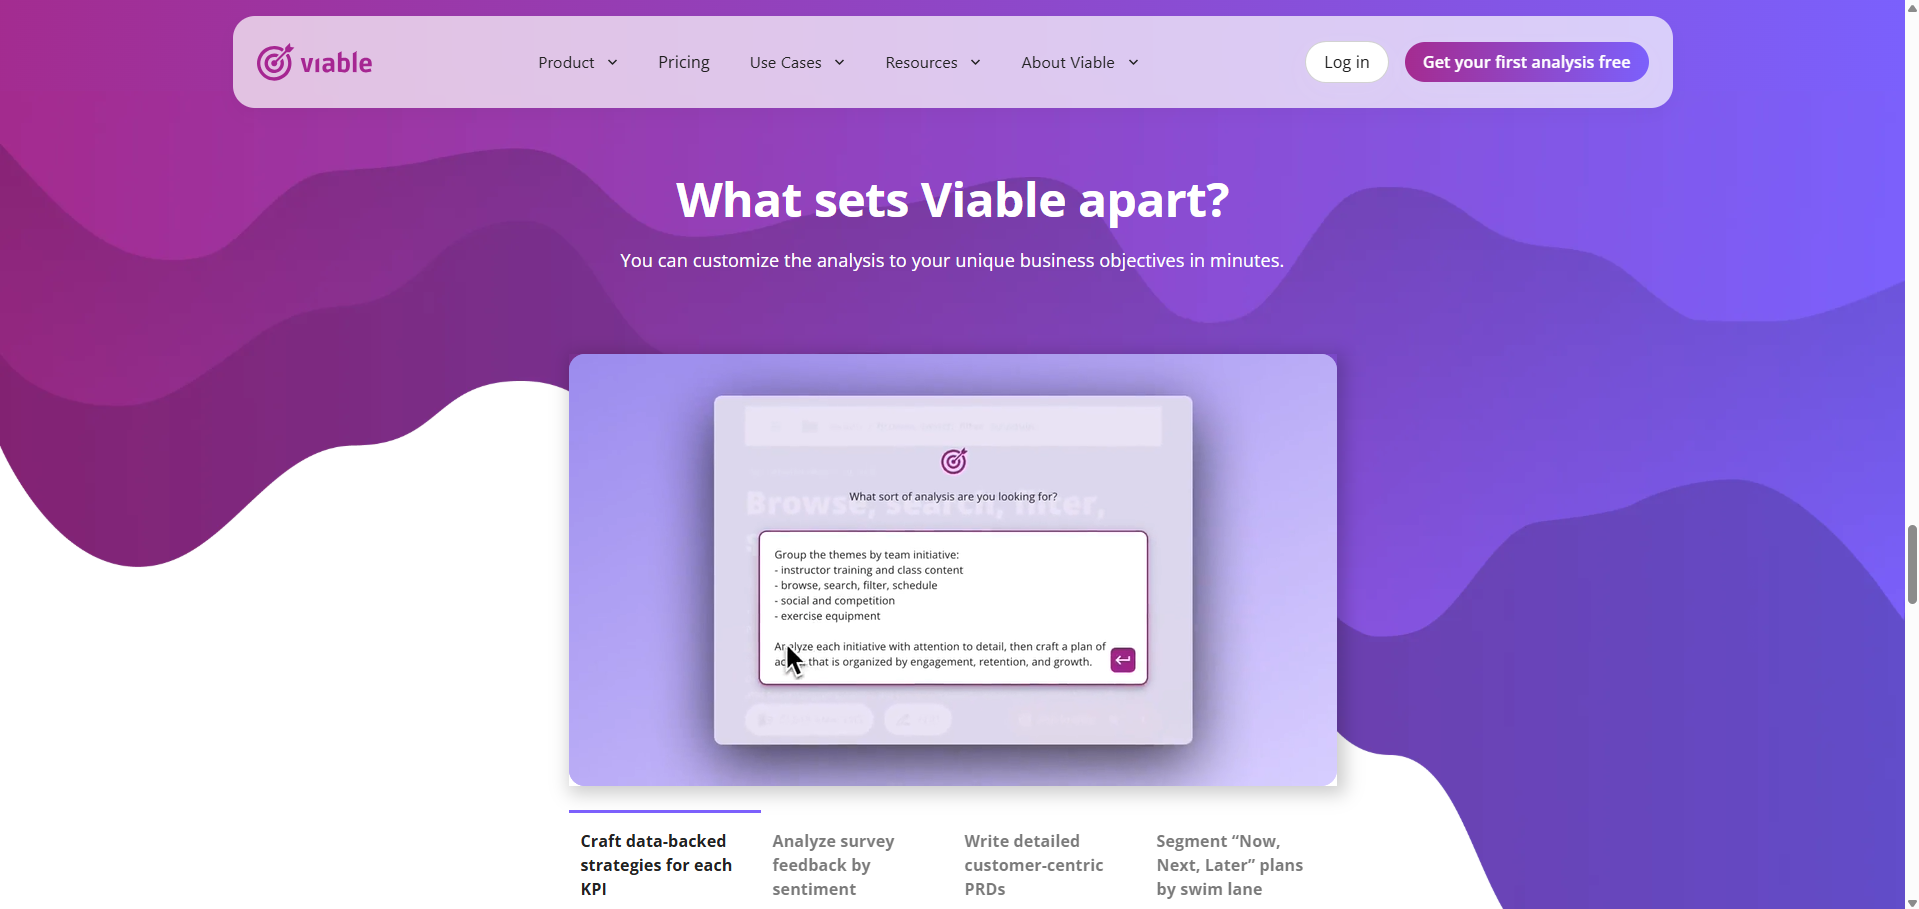 viable
Product
Pricing
Use Cases
Resources
About Viable
Log in
Get your first analysis free
What sets Viable apart?
You can customize the analysis to your unique business objectives in minutes.
What sort of analysis are you looking for?
Browse, search, filter,
Group the themes by team initiative:
- instructor training and class content
- browse, search, filter, schedule
- social and competition
- exercise equipment
Analyze each initiative with attention to detail, then craft a plan of
that is organized by engagement, retention, and growth.
Craft data-backed
strategies for each
KPI
Analyze survey
feedback by
sentiment
Write detailed
customer-centric
PRDs
Segment “Now,
Next, Later” plans
by swim lane